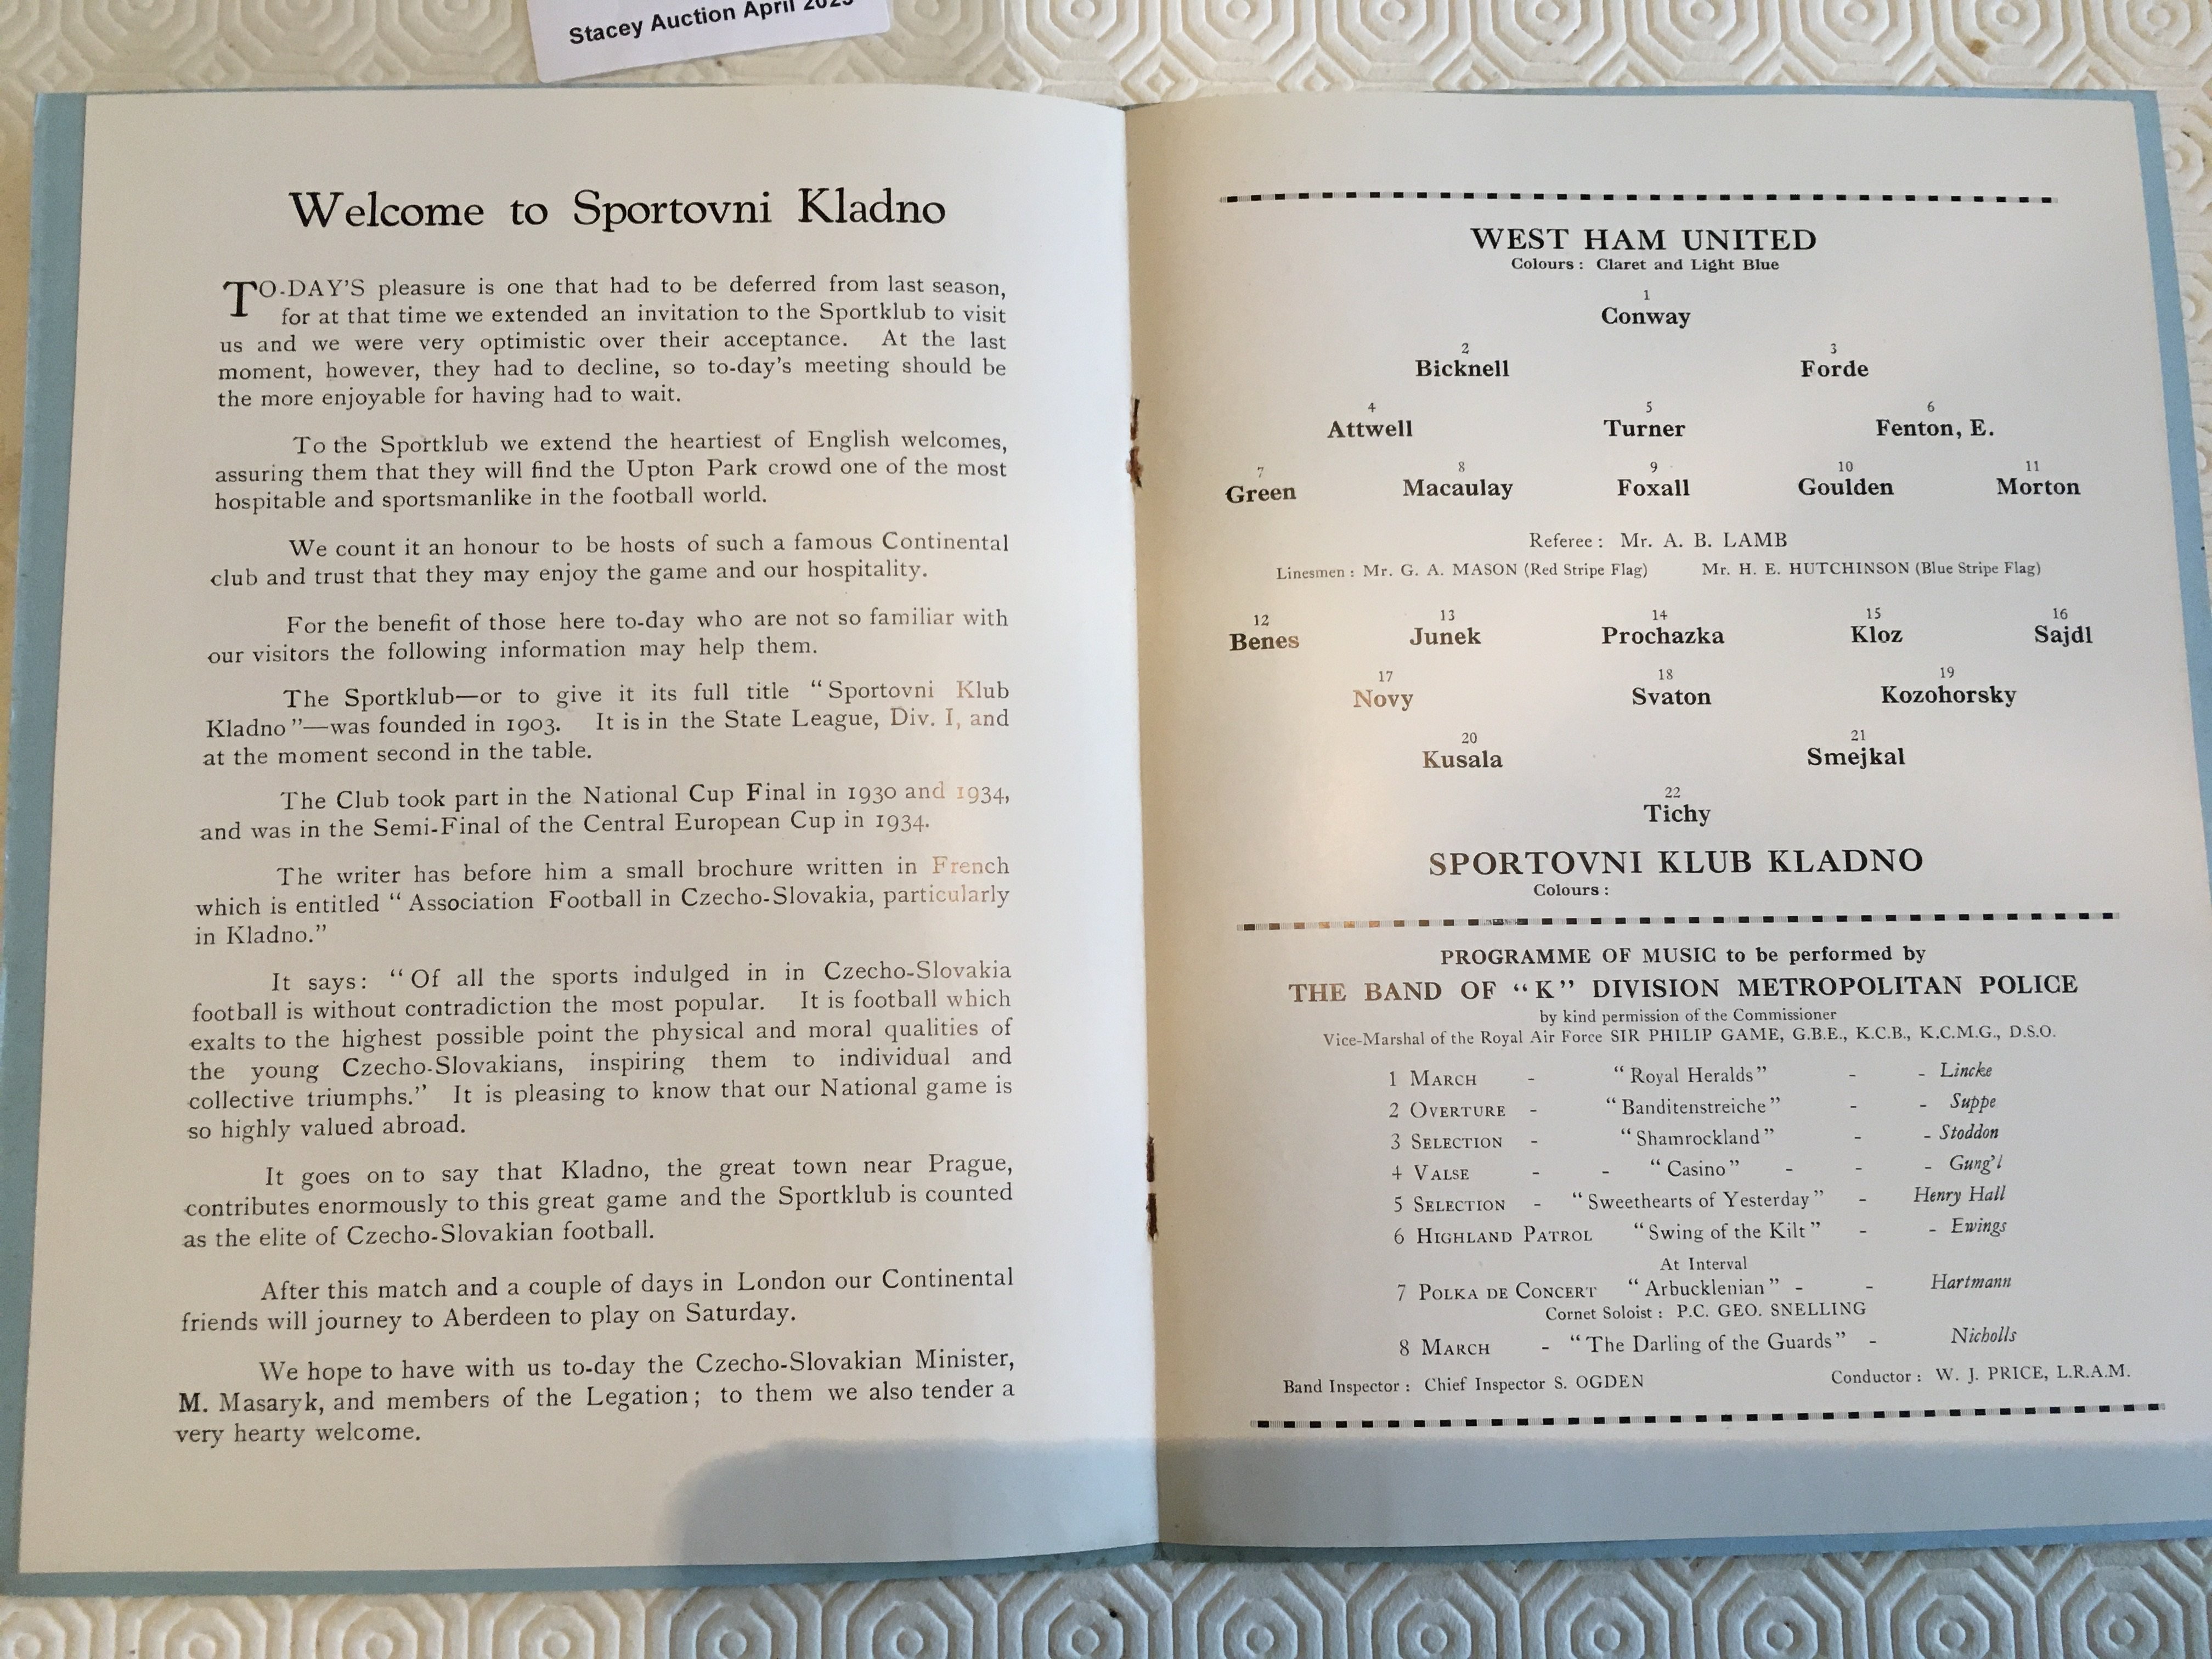 Stacey Auction April
Welcome to Sportovni Kladno
TO-DAY'S pleasure is one that had to be deferred from last season,
for at that time we extended an invitation to the Sportklub to visit
us and we were very optimistic over their acceptance. At the last
moment, however, they had to decline, so to-day's meeting should be
the more enjoyable for having had to wait.
To the Sportklub we extend the heartiest of English welcomes,
assuring them that they will find the Upton Park crowd one of the most
hospitable and sportsmanlike in the football world.
We count it an honour to be hosts of such a famous Continental
club and trust that they may enjoy the game and our hospitality.
For the benefit of those here to-day who are not so familiar with
our visitors the following information may help them.
The Sportklub—or to give it its full title "Sportovni Klub
Kladno"—was founded in 1903. It is in the State League, Div. I, and
at the moment second in the table.
The Club took part in the National Cup Final in 1930 and 1934,
and was in the Semi-Final of the Central European Cup in 1934.
The writer has before him a small brochure written in French
which is entitled "Association Football in Czecho-Slovakia, particularly
in Kladno."
It says: "Of all the sports indulged in in Czecho-Slovakia
football is without contradiction the most popular. It is football which
exalts to the highest possible point the physical and moral qualities of
the young Czecho-Slovakians, inspiring them to individual and
collective triumphs." It is pleasing to know that our National game is
so highly valued abroad.
It goes on to say that Kladno, the great town near Prague,
contributes enormously to this great game and the Sportklub is counted
as the elite of Czecho-Slovakian football.
After this match and a couple of days in London our Continental
friends will journey to Aberdeen to play on Saturday.
We hope to have with us to-day the Czecho-Slovakian Minister,
M. Masaryk, and members of the Legation; to them we also tender a
very hearty welcome.
WEST HAM UNITED
Colours: Claret and Light Blue
1
Conway
2 3
Bicknell Forde
4 5 6
Attwell Turner Fenton, E.
7 8 9 10 11
Green Macaulay Foxall Goulden Morton
Referee: Mr. A. B. LAMB
Linesmen: Mr. G. A. MASON (Red Stripe Flag) Mr. H. E. HUTCHINSON (Blue Stripe Flag)
12 13 14 15 16
Benes Junek Prochazka Kloz Sajdl
17 18 19
Novy Svaton Kozohorsky
20 21
Kusala Smejkal
22
Tichy
SPORTOVNI KLUB KLADNO
Colours:
PROGRAMME OF MUSIC to be performed by
THE BAND OF "K" DIVISION METROPOLITAN POLICE
by kind permission of the Commissioner
Vice-Marshal of the Royal Air Force SIR PHILIP GAME, G.B.E., K.C.B., K.C.M.G., D.S.O.
1 MARCH - "Royal Heralds" - - Lincke
2 OVERTURE - "Banditenstreiche" - - Suppe
3 SELECTION - "Shamrockland" - - Stoddon
4 VALSE - - "Casino" - - - Gung'l
5 SELECTION - "Sweethearts of Yesterday" - Henry Hall
6 HIGHLAND PATROL "Swing of the Kilt" - - Ewings
At Interval
7 POLKA DE CONCERT "Arbucklenian" - - Hartmann
Cornet Soloist: P.C. GEO. SNELLING
8 MARCH - "The Darling of the Guards" - Nicholls
Band Inspector: Chief Inspector S. OGDEN Conductor: W. J. PRICE, L.R.A.M.